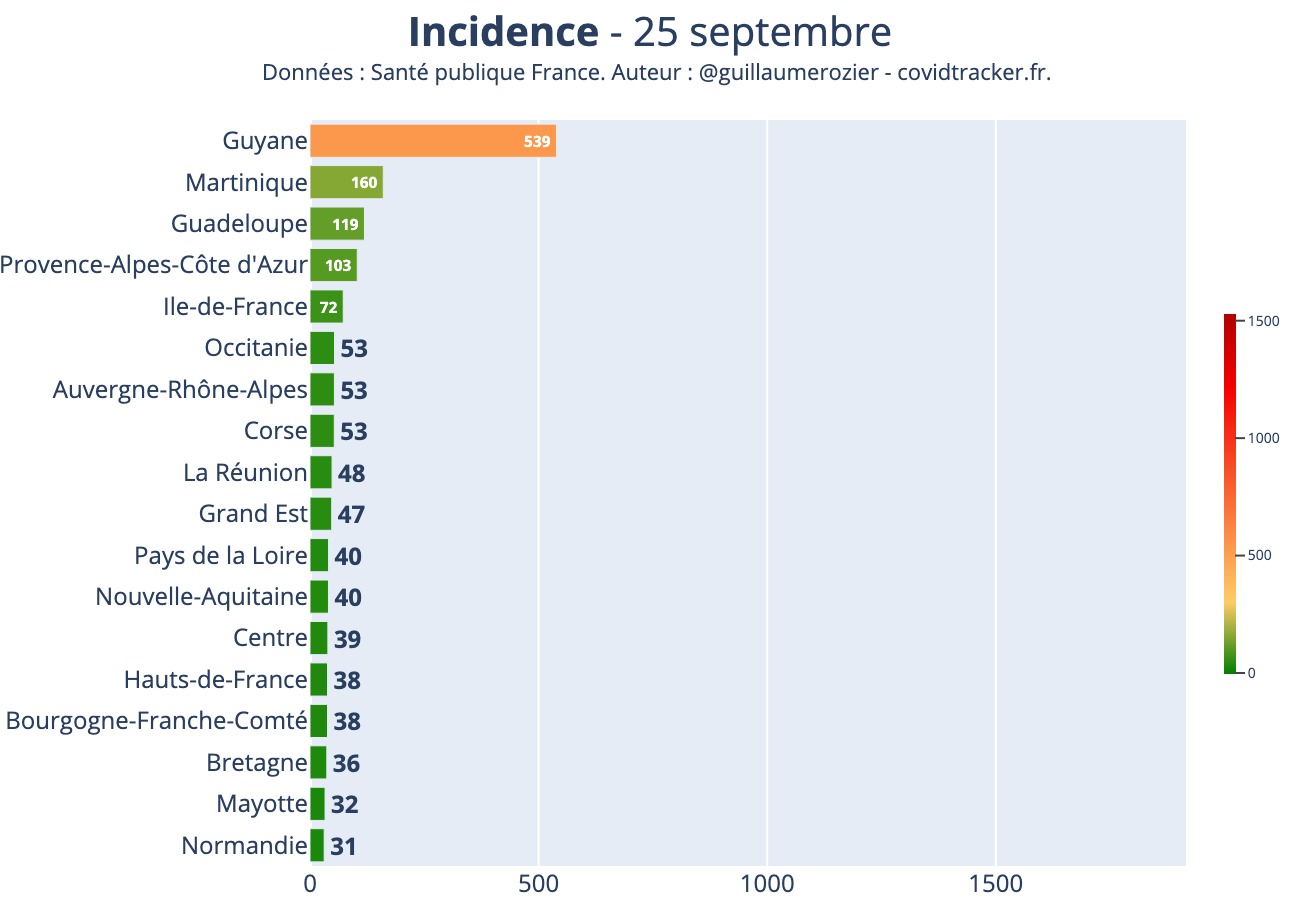 Incidence - 25 septembre
Données : Santé publique France. Auteur : @guillaumerozier - covidtracker.fr.
Guyane 539
Martinique 160
Guadeloupe 119
Provence-Alpes-Côte d'Azur 103
Ile-de-France 72
Occitanie 53
Auvergne-Rhône-Alpes 53
Corse 53
La Réunion 48
Grand Est 47
Pays de la Loire 40
Nouvelle-Aquitaine 40
Centre 39
Hauts-de-France 38
Bourgogne-Franche-Comté 38
Bretagne 36
Mayotte 32
Normandie 31
0 500 1000 1500
1500
1000
500
0